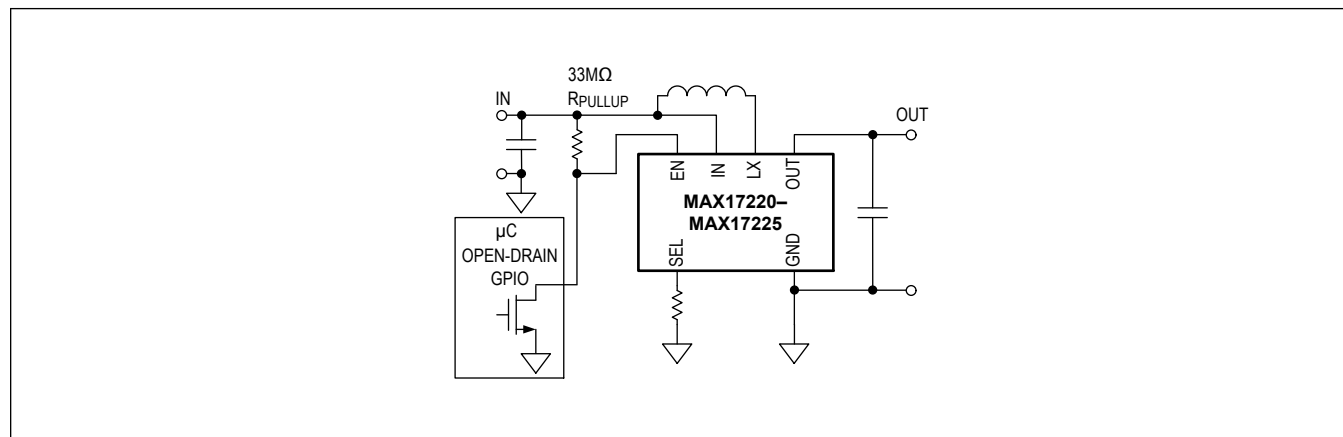 33MΩ
RPULLUP
IN
OUT
EN
IN
LX
OUT
MAX17220–
MAX17225
SEL
GND
µC
OPEN-DRAIN
GPIO